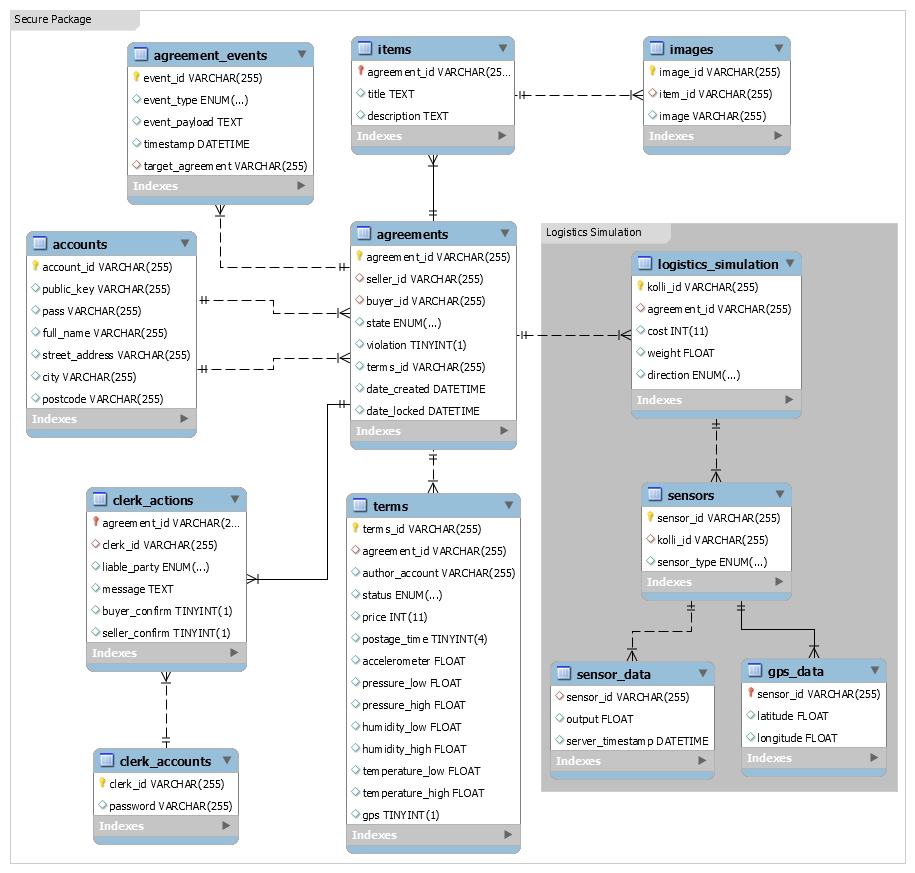 Secure Package
agreement_events
event_id VARCHAR(255)
event_type ENUM(...)
event_payload TEXT
timestamp DATETIME
target_agreement VARCHAR(255)
Indexes
items
agreement_id VARCHAR(25...
title TEXT
description TEXT
Indexes
images
image_id VARCHAR(255)
item_id VARCHAR(255)
image VARCHAR(255)
Indexes
accounts
account_id VARCHAR(255)
public_key VARCHAR(255)
pass VARCHAR(255)
full_name VARCHAR(255)
street_address VARCHAR(255)
city VARCHAR(255)
postcode VARCHAR(255)
Indexes
agreements
agreement_id VARCHAR(255)
seller_id VARCHAR(255)
buyer_id VARCHAR(255)
state ENUM(...)
violation TINYINT(1)
terms_id VARCHAR(255)
date_created DATETIME
date_locked DATETIME
Indexes
Logistics Simulation
logistics_simulation
kolli_id VARCHAR(255)
agreement_id VARCHAR(255)
cost INT(11)
weight FLOAT
direction ENUM(...)
Indexes
clerk_actions
agreement_id VARCHAR(2...
clerk_id VARCHAR(255)
liable_party ENUM(...)
message TEXT
buyer_confirm TINYINT(1)
seller_confirm TINYINT(1)
Indexes
terms
terms_id VARCHAR(255)
agreement_id VARCHAR(255)
author_account VARCHAR(255)
status ENUM(...)
price INT(11)
postage_time TINYINT(4)
accelerometer FLOAT
pressure_low FLOAT
pressure_high FLOAT
humidity_low FLOAT
humidity_high FLOAT
temperature_low FLOAT
temperature_high FLOAT
gps TINYINT(1)
Indexes
sensors
sensor_id VARCHAR(255)
kolli_id VARCHAR(255)
sensor_type ENUM(...)
Indexes
sensor_data
sensor_id VARCHAR(255)
output FLOAT
server_timestamp DATETIME
Indexes
gps_data
sensor_id VARCHAR(255)
latitude FLOAT
longitude FLOAT
Indexes
clerk_accounts
clerk_id VARCHAR(255)
password VARCHAR(255)
Indexes